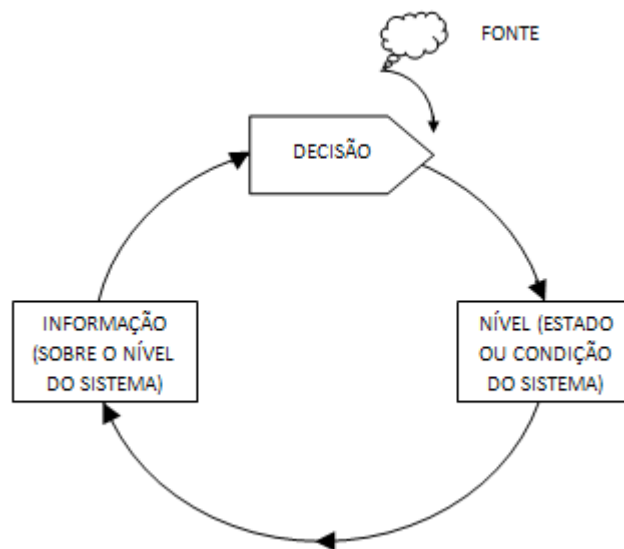 FONTE
DECISÃO
INFORMAÇÃO
(SOBRE O NÍVEL
DO SISTEMA)
NÍVEL (ESTADO
OU CONDIÇÃO
DO SISTEMA)